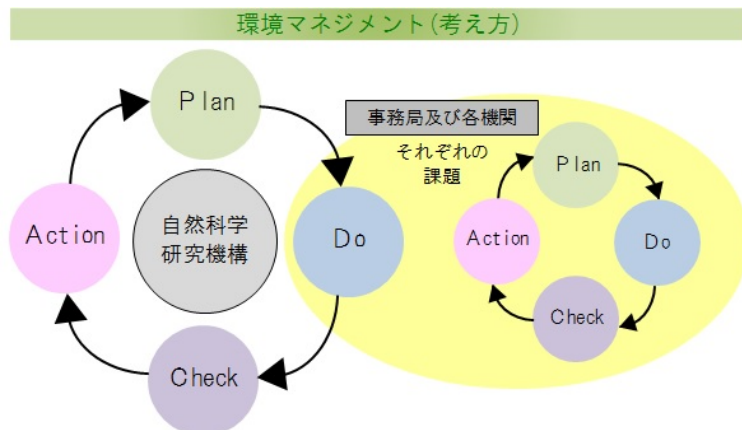 環境マネジメント(考え方)
Plan
Action
自然科学
研究機構
Do
Check
事務局及び各機関
それぞれの
課題
Plan
Action
Do
Check